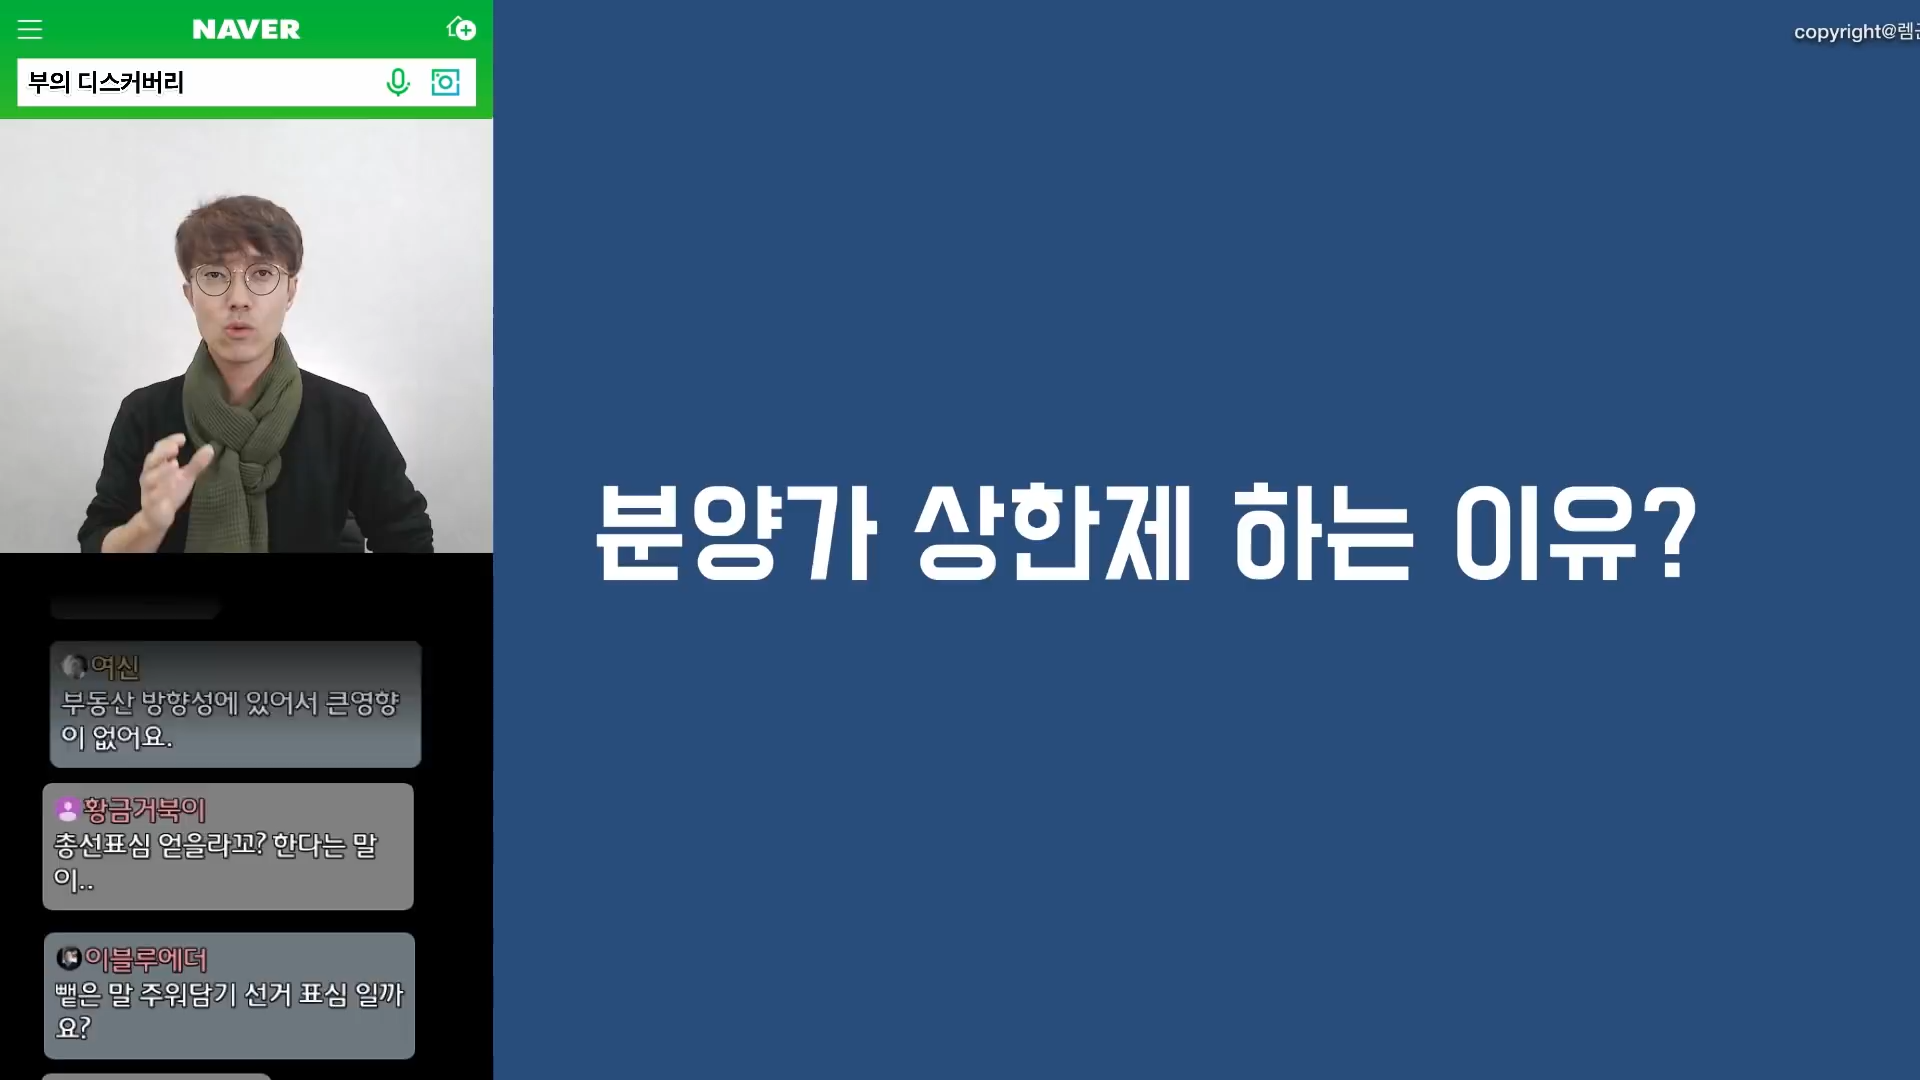 NAVER
부의 디스커버리
copyright@렘군
분양가 상한제 하는 이유?
여신
부동산 방향성에 있어서 큰영향
이 없어요.
황금거북이
총선표심 얻을라꼬? 한다는 말
이..
이블루에더
뱉은 말 주워담기 선거 표심 일까
요?